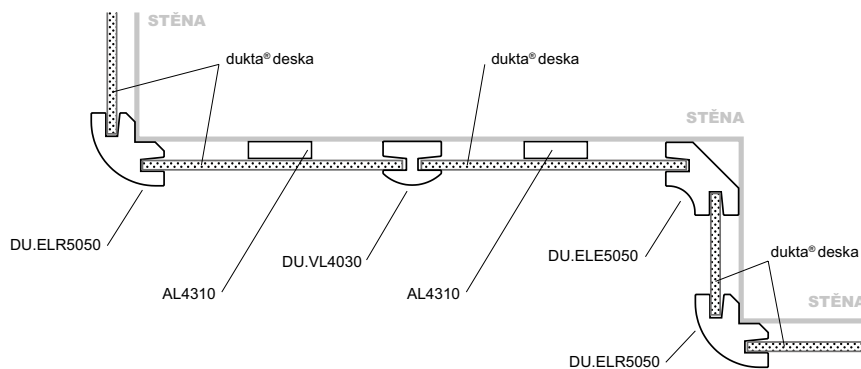 STĚNA
dukta® deska
dukta® deska
STĚNA
DU.ELR5050
DU.VL4030
DU.ELE5050
dukta® deska
AL4310
AL4310
STĚNA
DU.ELR5050